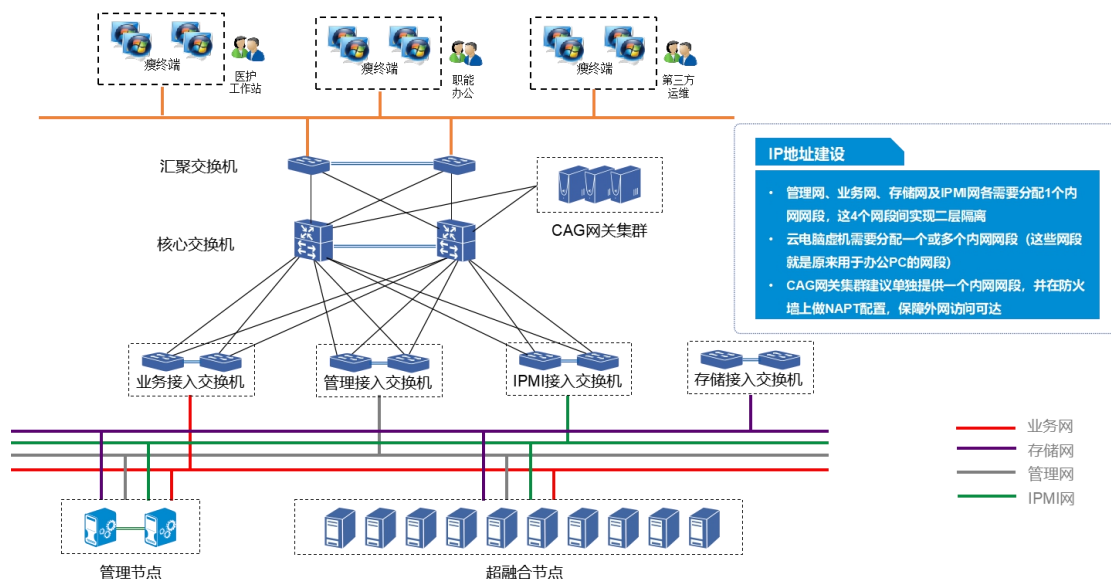 瘦终端
医护
工作站
瘦终端
职能
办公
瘦终端
第三方
运维
汇聚交换机
核心交换机
CAG网关集群
IP地址建设
• 管理网、业务网、存储网及IPMI网各需要分配1个内
网网段，这4个网段间实现二层隔离
• 云电脑虚机需要分配一个或多个内网网段（这些网段
就是原来用于办公PC的网段）
• CAG网关集群建议单独提供一个内网网段，并在防火
墙上做NAPT配置，保障外网访问可达
业务接入交换机
管理接入交换机
IPMI接入交换机
存储接入交换机
业务网
存储网
管理网
IPMI网
管理节点
超融合节点